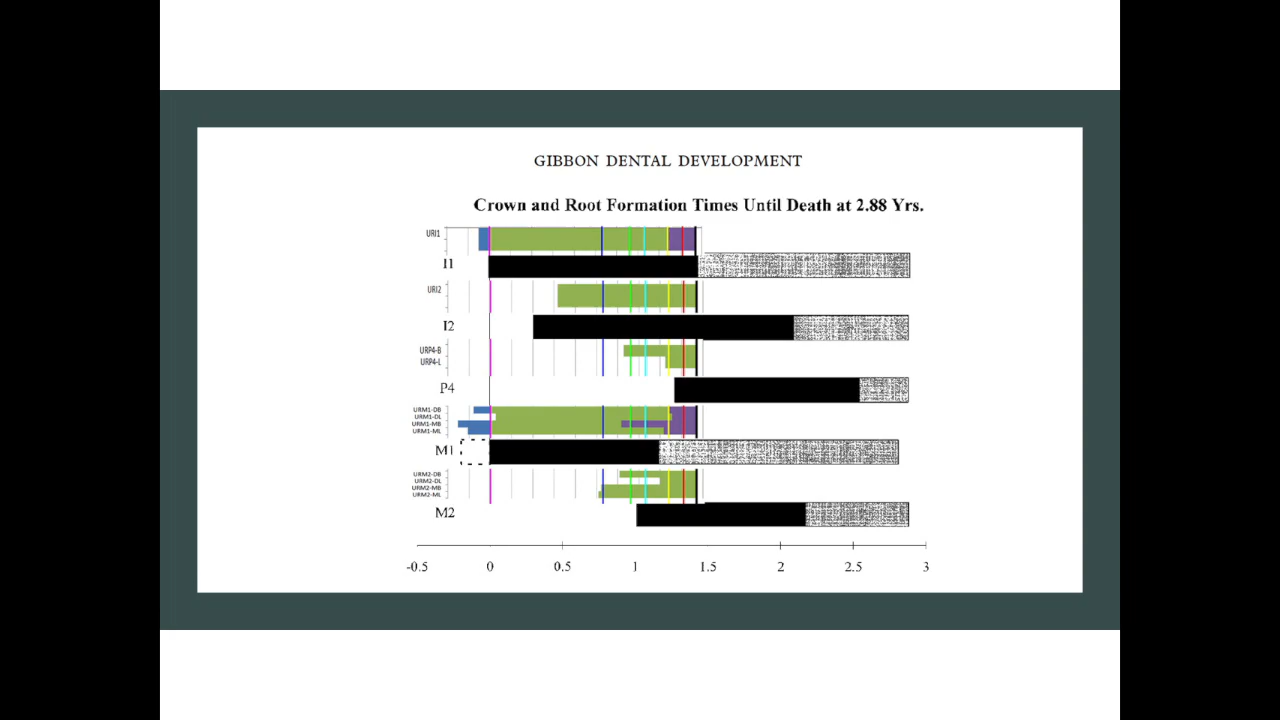 GIBBON DENTAL DEVELOPMENT
Crown and Root Formation Times Until Death at 2.88 Yrs.
URI1
I1
URI2
I2
URP4-B
URP4-L
P4
URM1-DB
URM1-DL
URM1-MB
URM1-ML
M1
URM2-DB
URM2-DL
URM2-MB
URM2-ML
M2
-0.5 0 0.5 1 1.5 2 2.5 3